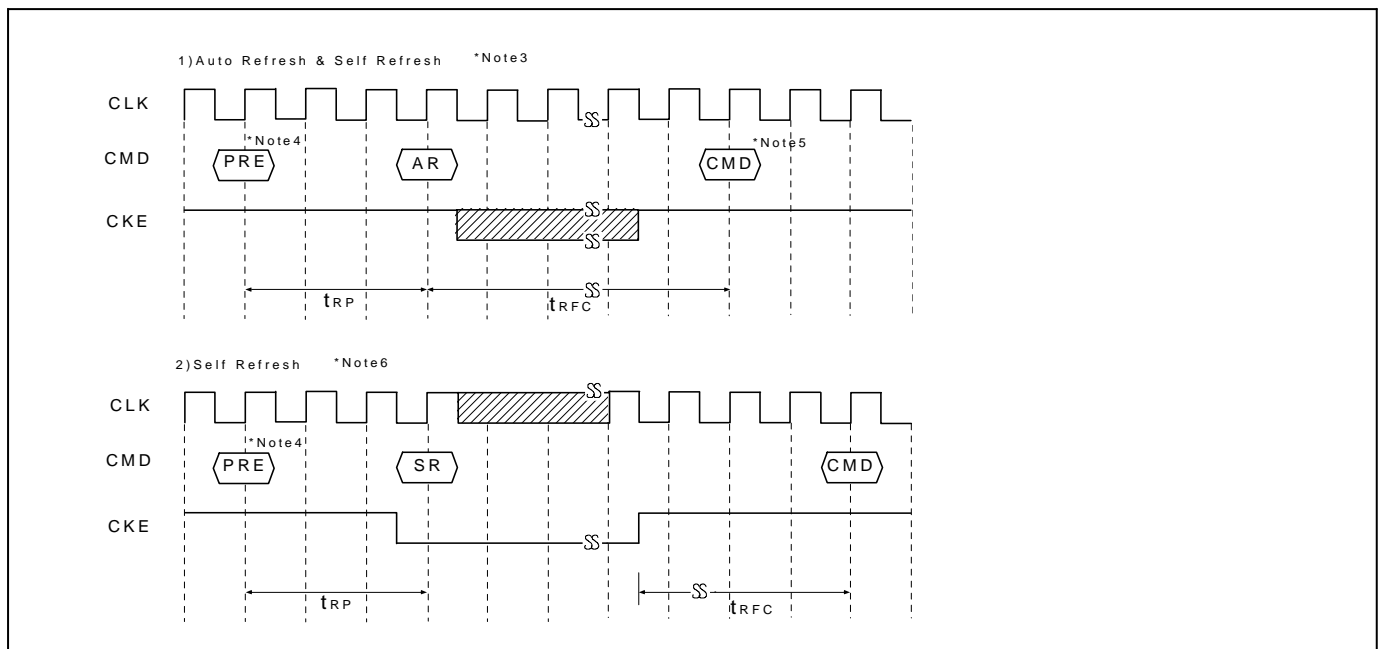 1)Auto Refresh & Self Refresh *Note3
CLK
*Note4 *Note5
CMD PRE AR CMD
CKE
tRP tRFC
2)Self Refresh *Note6
CLK
*Note4
CMD PRE SR CMD
CKE
tRP tRFC